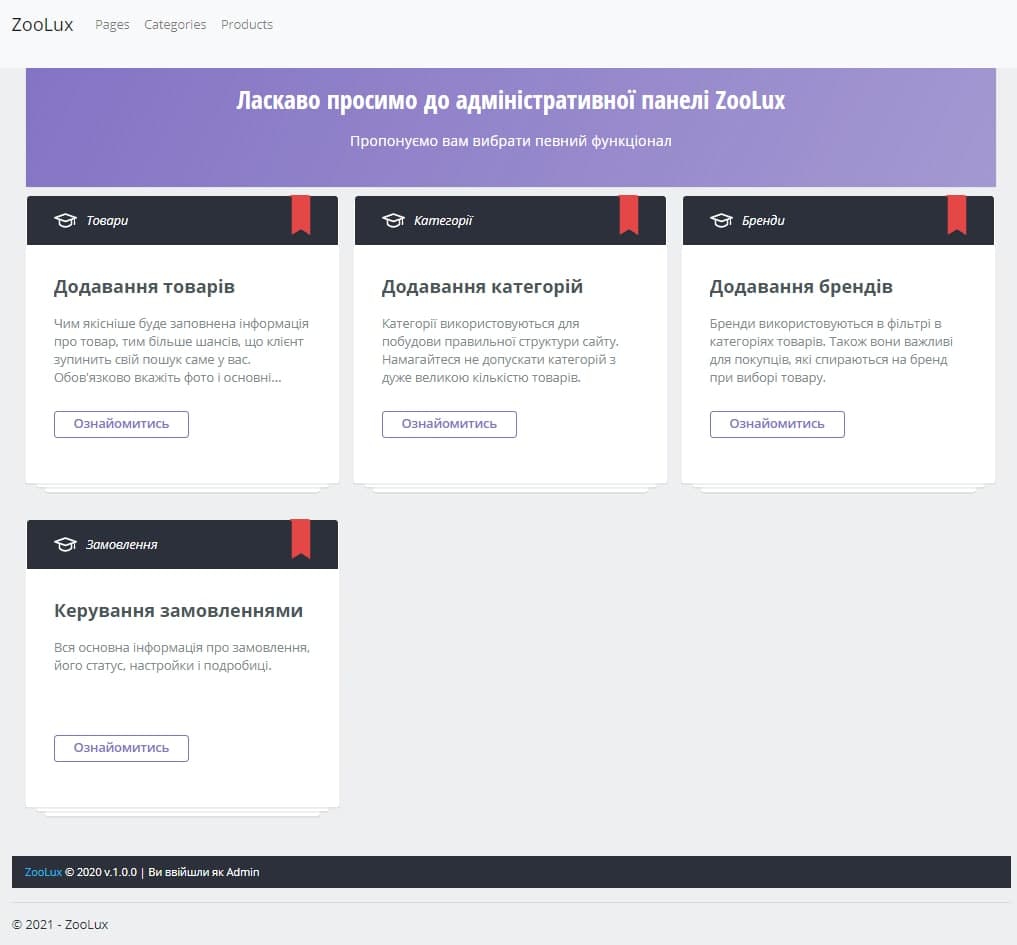 ZooLux Pages Categories Products
Ласкаво просимо до адміністративної панелі ZooLux
Пропонуємо вам вибрати певний функціонал
Товари
Додавання товарів
Чим якісніше буде заповнена інформація
про товар, тим більше шансів, що клієнт
зупинить свій пошук саме у вас.
Обов'язково вкажіть фото і основні...
Ознайомитись
Категорії
Додавання категорій
Категорії використовуються для
побудови правильної структури сайту.
Намагайтеся не допускати категорій з
дуже великою кількістю товарів.
Ознайомитись
Бренди
Додавання брендів
Бренди використовуються в фільтрі в
категоріях товарів. Також вони важливі
для покупців, які спираються на бренд
при виборі товару.
Ознайомитись
Замовлення
Керування замовленнями
Вся основна інформація про замовлення,
його статус, настройки і подробиці.
Ознайомитись
ZooLux © 2020 v.1.0.0 | Ви ввійшли як Admin
© 2021 - ZooLux